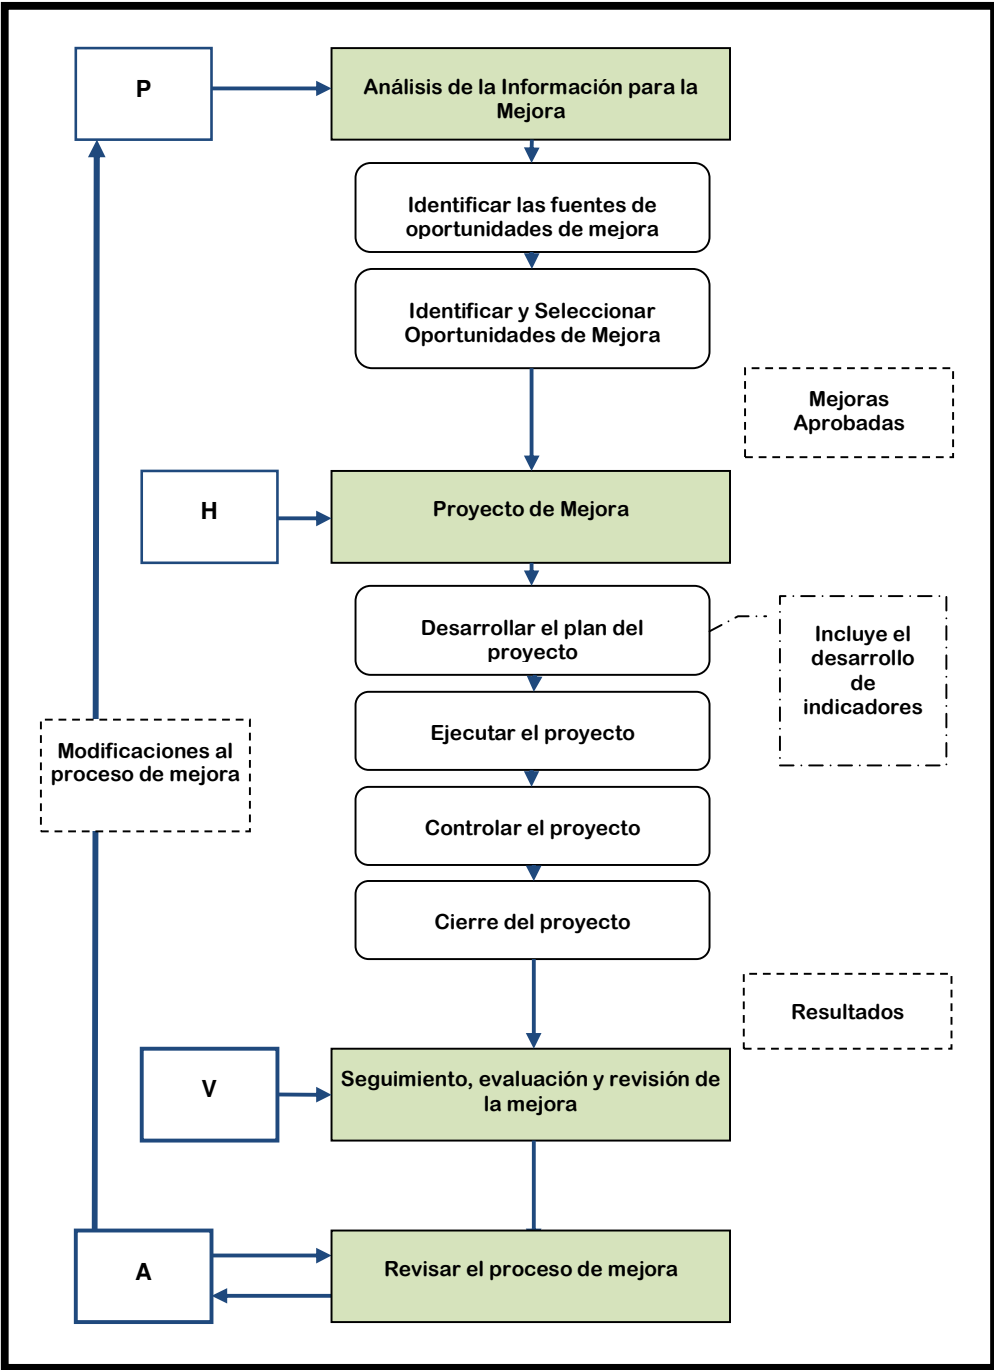 P
Análisis de la Información para la
Mejora
Identificar las fuentes de
oportunidades de mejora
Identificar y Seleccionar
Oportunidades de Mejora
Mejoras
Aprobadas
H
Proyecto de Mejora
Desarrollar el plan del
proyecto
Incluye el
desarrollo
de
indicadores
Ejecutar el proyecto
Modificaciones al
proceso de mejora
Controlar el proyecto
Cierre del proyecto
Resultados
V
Seguimiento, evaluación y revisión de
la mejora
A
Revisar el proceso de mejora